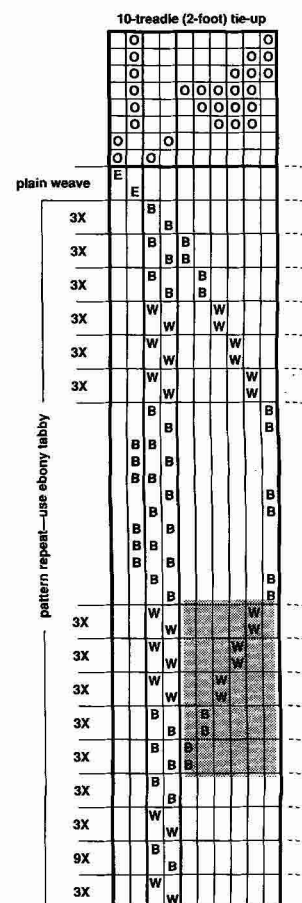 10-treadle (2-foot) tie-up
O O
O O O
O O O O
O O O O O O
O O O O O
O O O O
O O
O O
E
plain weave
E
B
3X
B
B B
3X
B B
B B
3X
B B
W W
3X
W W
W W
3X
W W
W W
3X
W W
B B
B B
B B
B B
B B
B B
B B
B B
B B
B B
B B
B B
W W
3X
W W
W W
3X
W W
W W
3X
W W
B B
3X
B B
B B
3X
B B
B
3X
B
W
3X
W
B
9X
B
W
3X
W
pattern repeat—use ebony tabby